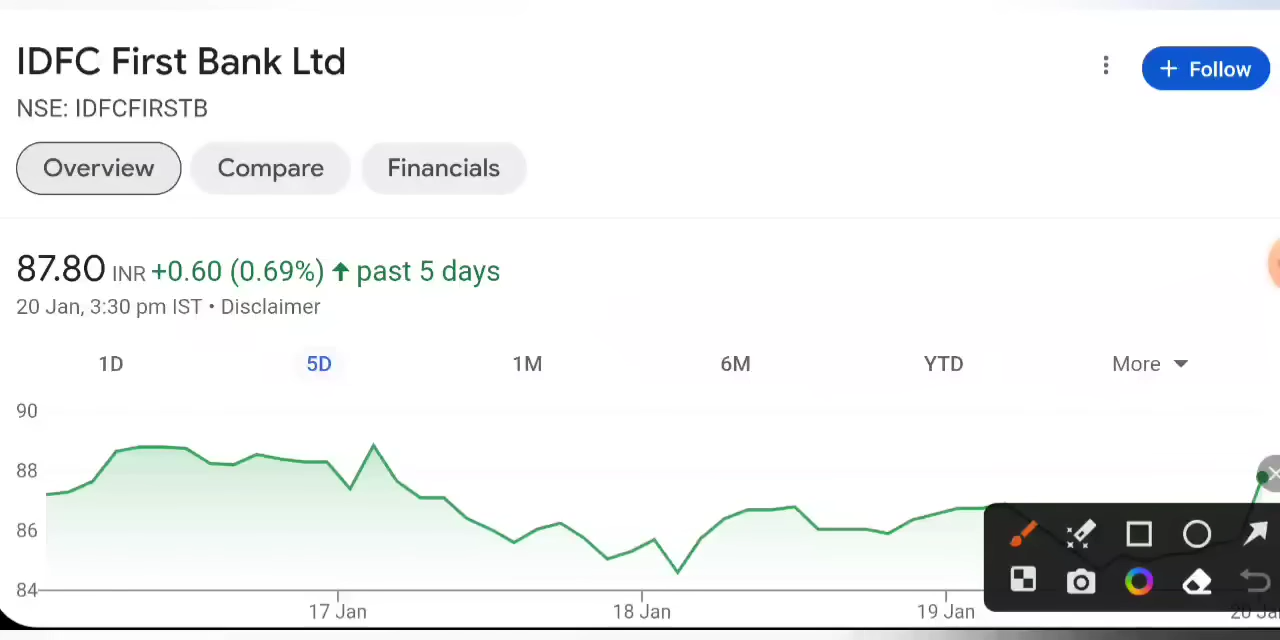 IDFC First Bank Ltd
+ Follow
NSE: IDFCFIRSTB
Overview Compare Financials
87.80 INR +0.60 (0.69%) ↑ past 5 days
20 Jan, 3:30 pm IST • Disclaimer
1D 5D 1M 6M YTD More
90
88
86
84
17 Jan 18 Jan 19 Jan 20 Ja